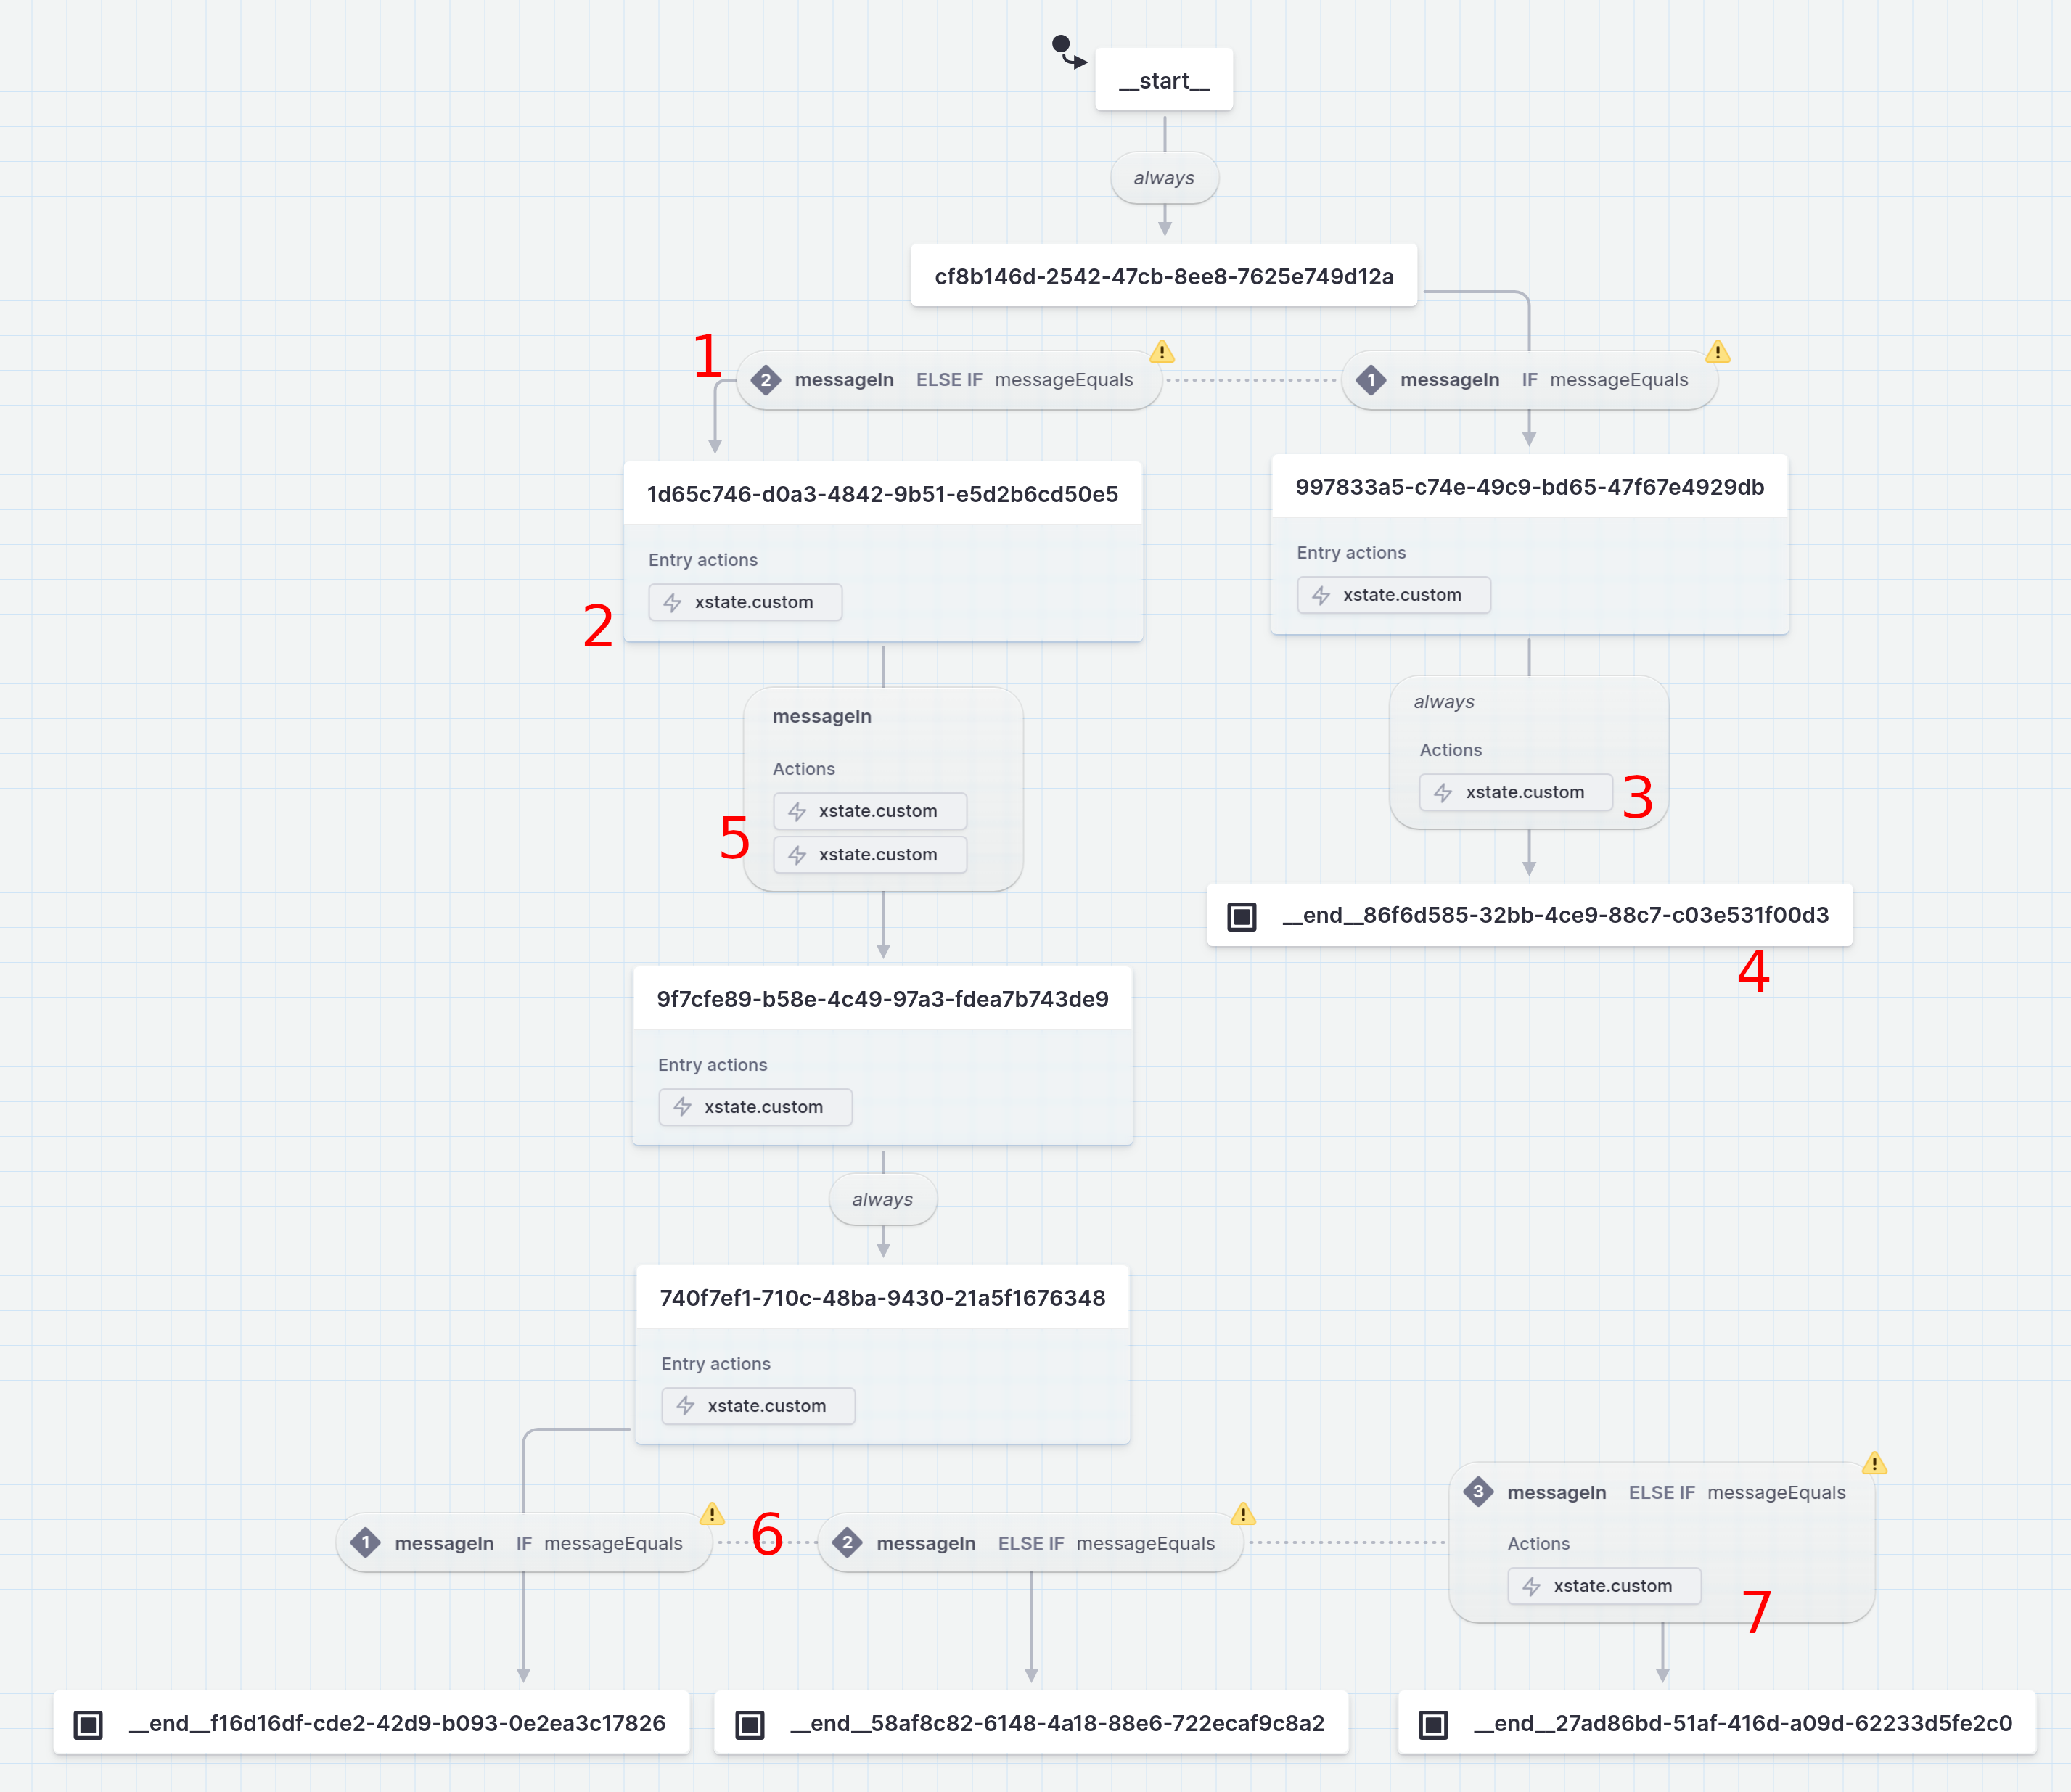 __start__
always
cf8b146d-2542-47cb-8ee8-7625e749d12a
1
2 messageIn ELSE IF messageEquals
1 messageIn IF messageEquals
1d65c746-d0a3-4842-9b51-e5d2b6cd50e5
Entry actions
xstate.custom
2
997833a5-c74e-49c9-bd65-47f67e4929db
Entry actions
xstate.custom
messageIn
Actions
xstate.custom
xstate.custom
5
always
Actions
xstate.custom
3
__end__86f6d585-32bb-4ce9-88c7-c03e531f00d3
4
9f7cfe89-b58e-4c49-97a3-fdea7b743de9
Entry actions
xstate.custom
always
740f7ef1-710c-48ba-9430-21a5f1676348
Entry actions
xstate.custom
1 messageIn IF messageEquals
6
2 messageIn ELSE IF messageEquals
3 messageIn ELSE IF messageEquals
Actions
xstate.custom
7
__end__f16d16df-cde2-42d9-b093-0e2ea3c17826
__end__58af8c82-6148-4a18-88e6-722ecaf9c8a2
__end__27ad86bd-51af-416d-a09d-62233d5fe2c0